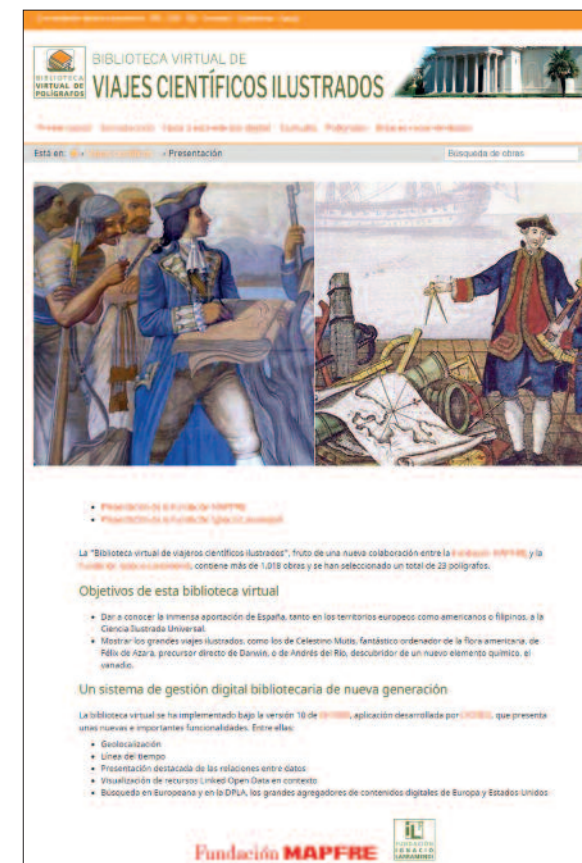 BIBLIOTECA VIRTUAL DE
BIBLIOTECA
VIRTUAL DE
POLÍGRAFOS
VIAJES CIENTÍFICOS ILUSTRADOS
Está en: › › Presentación
Búsqueda de obras
La "Biblioteca virtual de viajeros científicos ilustrados", fruto de una nueva colaboración entre la Fundación MAPFRE, y la
contiene más de 1.018 obras y se han seleccionado un total de 23 polígrafos.
Objetivos de esta biblioteca virtual
• Dar a conocer la inmensa aportación de España, tanto en los territorios europeos como americanos o filipinos, a la
Ciencia Ilustrada Universal.
• Mostrar los grandes viajes ilustrados, como los de Celestino Mutis, fantástico ordenador de la flora americana, de
Félix de Azara, precursor directo de Darwin, o de Andrés del Río, descubridor de un nuevo elemento químico, el
vanadio.
Un sistema de gestión digital bibliotecaria de nueva generación
La biblioteca virtual se ha implementado bajo la versión 10 de , aplicación desarrollada por , que presenta
unas nuevas e importantes funcionalidades. Entre ellas:
• Geolocalización
• Línea del tiempo
• Presentación destacada de las relaciones entre datos
• Visualización de recursos Linked Open Data en contexto
• Búsqueda en Europeana y en la DPLA, los grandes agregadores de contenidos digitales de Europa y Estados Unidos
Fundación MAPFRE
FUNDACIÓN
IGNACIO
LARRAMENDI